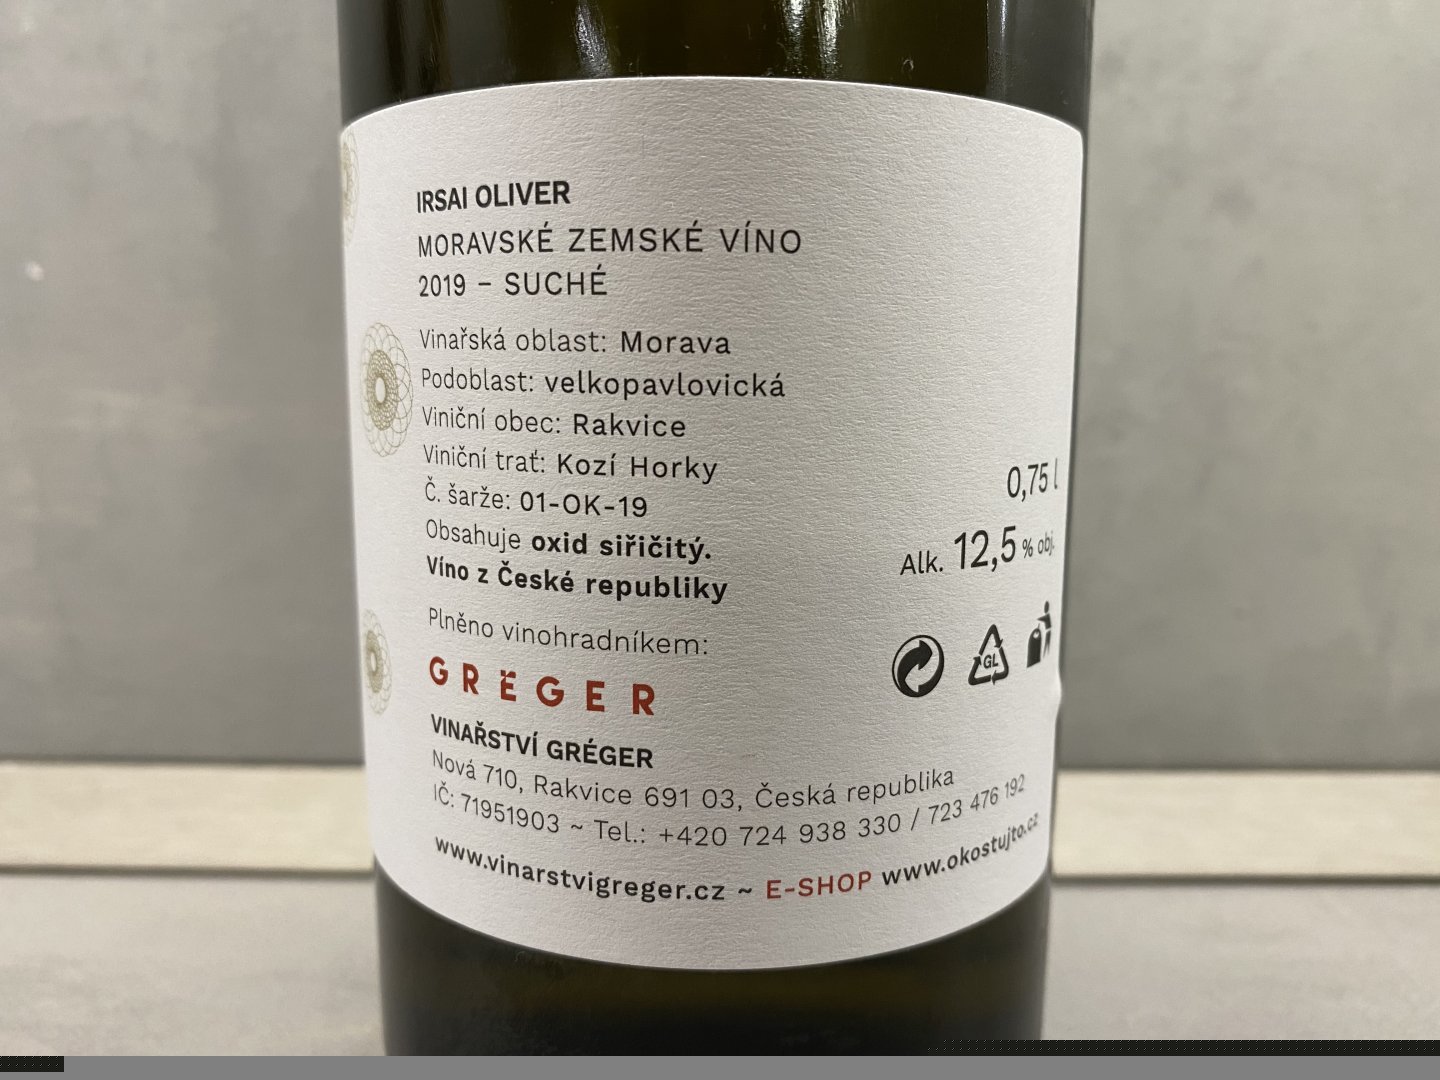 IRSAI OLIVER
MORAVSKÉ ZEMSKÉ VÍNO
2019 – SUCHÉ
Vinařská oblast: Morava
Podoblast: velkopavlovická
Viniční obec: Rakvice
Viniční trať: Kozí Horky
Č. šarže: 01-OK-19
Obsahuje oxid siřičitý.
Víno z České republiky
0,75 l
Alk. 12,5 % obj.
GL
Plněno vinohradníkem:
GRËGER
VINAŘSTVÍ GRÉGER
Nová 710, Rakvice 691 03, Česká republika
IČ: 71951903 ~ Tel.: +420 724 938 330 / 723 476 192
www.vinarstvigreger.cz ~ E-SHOP www.okostujto.cz